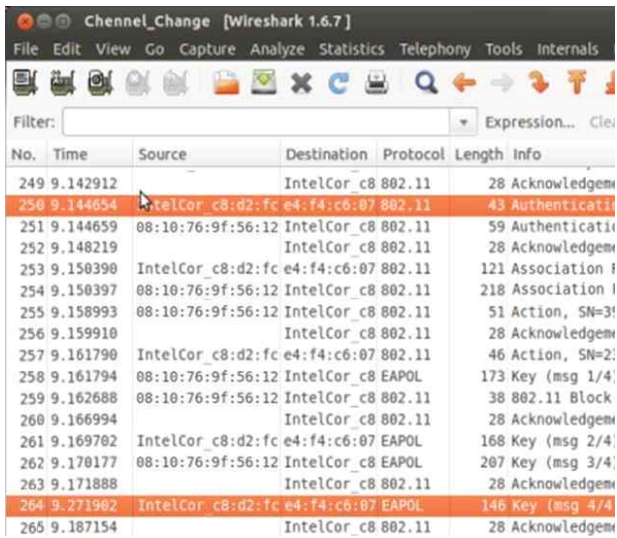 Chennel_Change [Wireshark 1.6.7]
File Edit View Go Capture Analyze Statistics Telephony Tools Internals
Filter: Expression...
No. Time Source Destination Protocol Length Info
249 9.142912 IntelCor_c8 802.11 28 Acknowledgeme
250 9.144654 IntelCor_c8:d2:fc e4:f4:c6:07 802.11 43 Authenticati
251 9.144659 08:10:76:9f:56:12 IntelCor_c8 802.11 59 Authenticati
252 9.148219 IntelCor_c8 802.11 28 Acknowledgeme
253 9.150390 IntelCor_c8:d2:fc e4:f4:c6:07 802.11 121 Association
254 9.150397 08:10:76:9f:56:12 IntelCor_c8 802.11 218 Association
255 9.158993 08:10:76:9f:56:12 IntelCor_c8 802.11 51 Action, SN=39
256 9.159910 IntelCor_c8 802.11 28 Acknowledgeme
257 9.161790 IntelCor_c8:d2:fc e4:f4:c6:07 802.11 46 Action, SN=23
258 9.161794 08:10:76:9f:56:12 IntelCor_c8 EAPOL 173 Key (msg 1/4
259 9.162688 08:10:76:9f:56:12 IntelCor_c8 802.11 38 802.11 Block
260 9.166994 IntelCor_c8 802.11 28 Acknowledgeme
261 9.169702 IntelCor_c8:d2:fc e4:f4:c6:07 EAPOL 168 Key (msg 2/4
262 9.170177 08:10:76:9f:56:12 IntelCor_c8 EAPOL 207 Key (msg 3/4
263 9.171888 IntelCor_c8 802.11 28 Acknowledgeme
264 9.271902 IntelCor_c8:d2:fc e4:f4:c6:07 EAPOL 146 Key (msg 4/4
265 9.187154 IntelCor_c8 802.11 28 Acknowledgeme